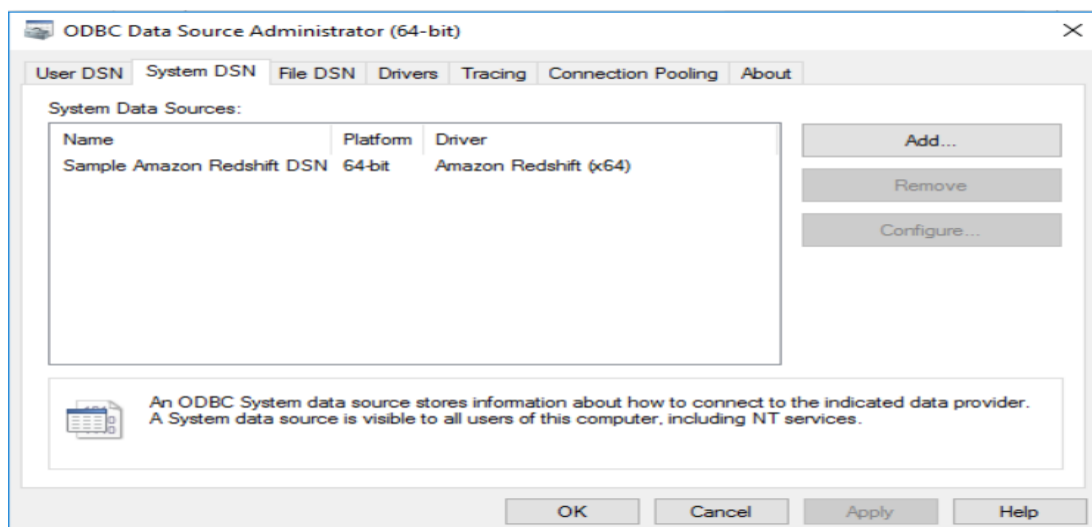 ODBC Data Source Administrator (64-bit)
User DSN System DSN File DSN Drivers Tracing Connection Pooling About
System Data Sources:
Name Platform Driver
Sample Amazon Redshift DSN 64-bit Amazon Redshift (x64)
Add...
Remove
Configure...
An ODBC System data source stores information about how to connect to the indicated data provider.
A System data source is visible to all users of this computer, including NT services.
OK Cancel Apply Help